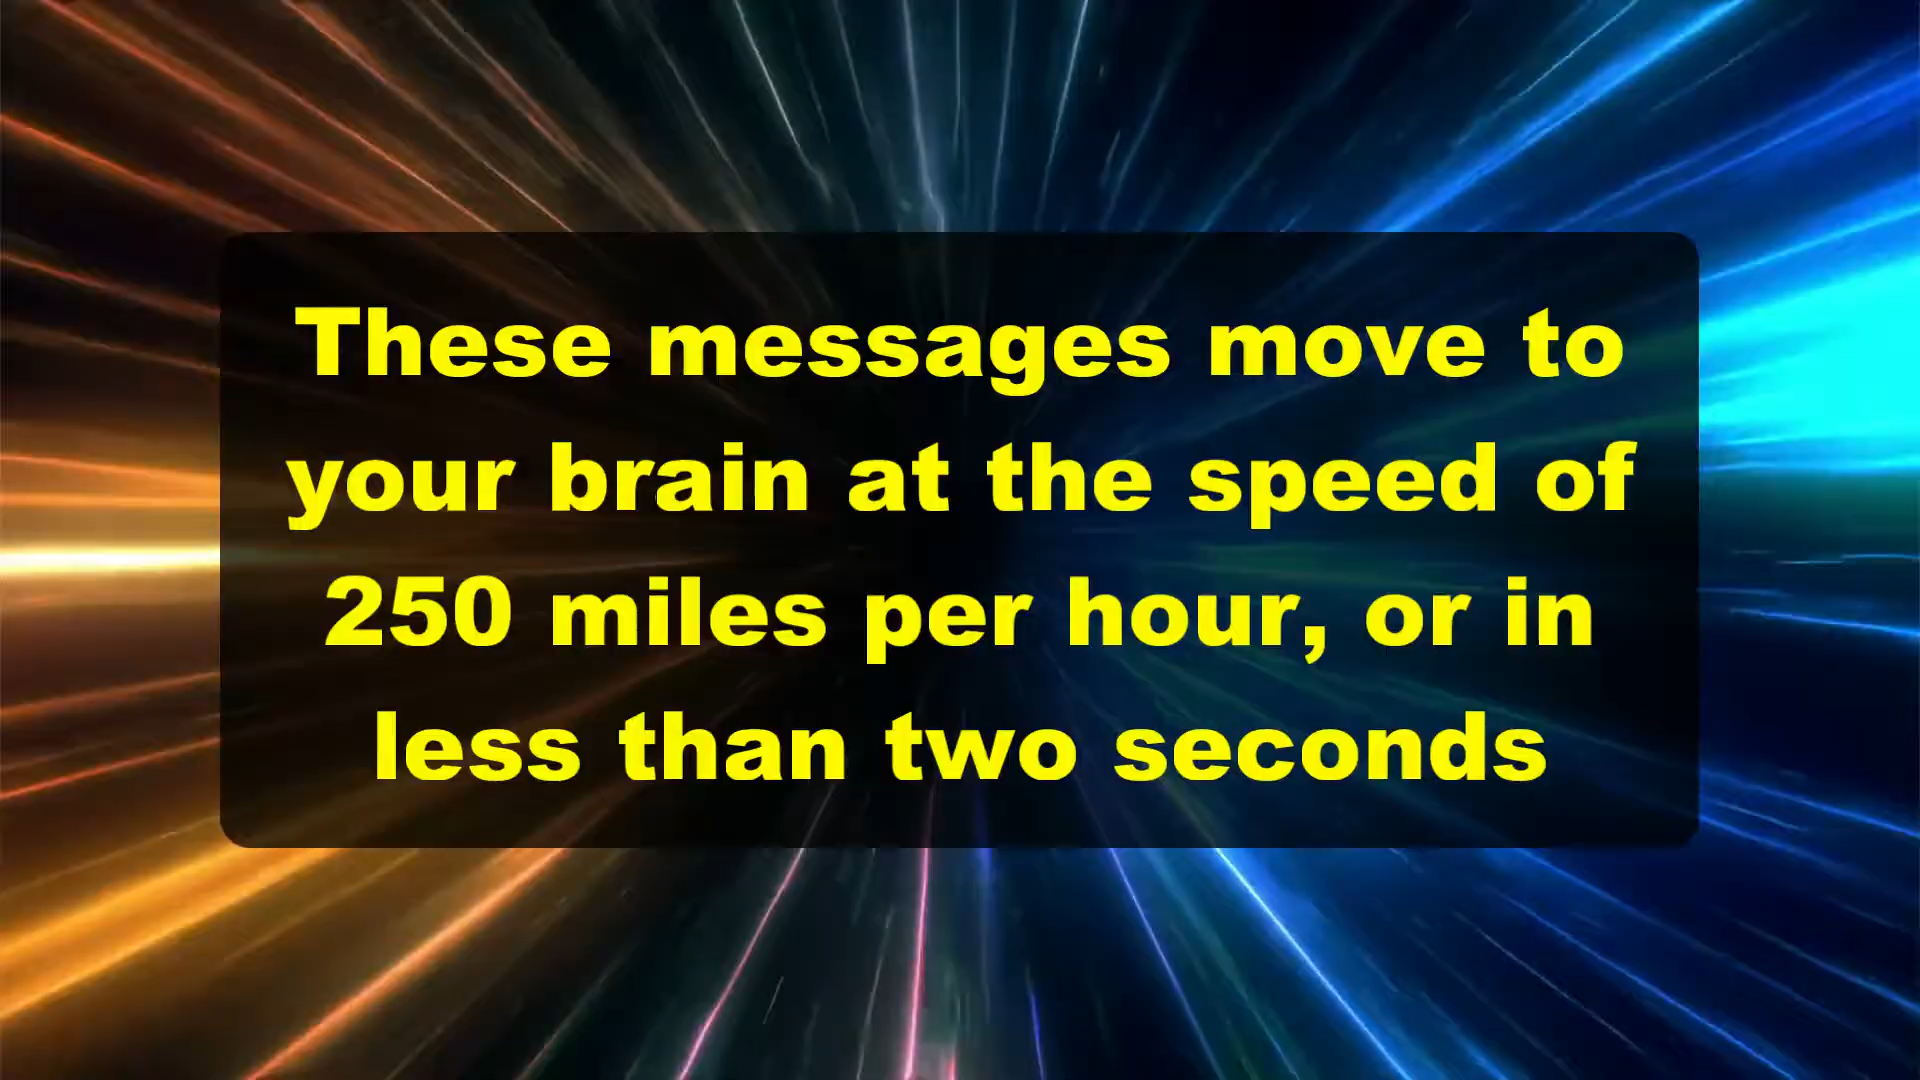 These messages move to
your brain at the speed of
250 miles per hour, or in
less than two seconds